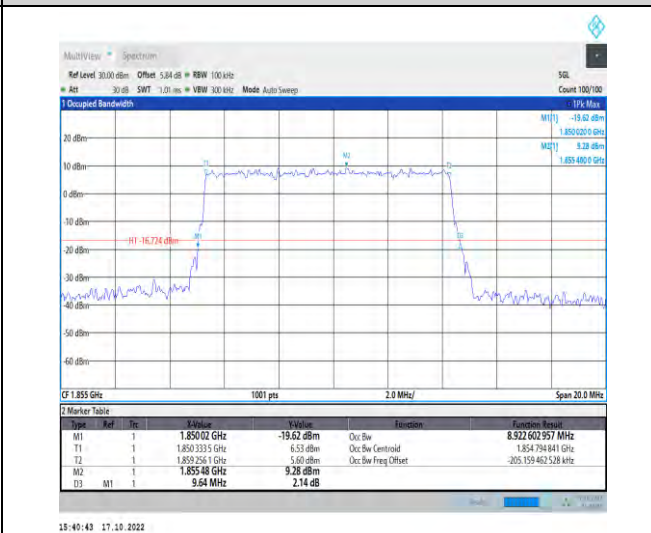 MultiView Spectrum
Ref Level 30.00 dBm Offset 5.84 dB RBW 100 kHz SGL
Att 30 dB SWT 1.01 ms VBW 300 kHz Mode Auto Sweep Count 100/100
1 Occupied Bandwidth 1Pk Max
M1[1] -19.62 dBm
1.850020 0 GHz
M2[1] 9.28 dBm
1.855480 0 GHz
20 dBm
T1 M2 T2
10 dBm
0 dBm
-10 dBm
H1 -16.724 dBm M1 D3
-20 dBm
-30 dBm
-40 dBm
-50 dBm
-60 dBm
CF 1.855 GHz 1001 pts 2.0 MHz/ Span 20.0 MHz
2 Marker Table
Type Ref Trc X-Value Y-Value Function Function Result
M1 1 1.85002 GHz -19.62 dBm Occ Bw 8.922 602 957 MHz
T1 1 1.850 333 5 GHz 6.53 dBm Occ Bw Centroid 1.854 794 841 GHz
T2 1 1.859 256 1 GHz 5.60 dBm Occ Bw Freq Offset -205.159 462 528 kHz
M2 1 1.85548 GHz 9.28 dBm
D3 M1 1 9.64 MHz 2.14 dB
15:40:43 17.10.2022